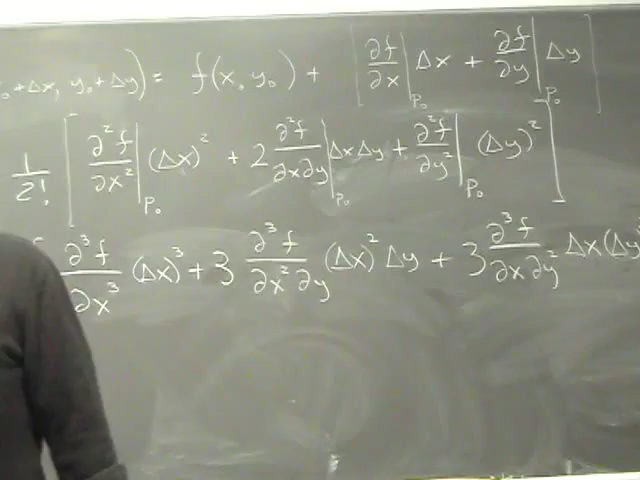 ₀+Δx, y₀+Δy) = f(x₀ y₀) + [∂f/∂x|P₀ Δx + ∂f/∂y|P₀ Δy]
1/2! [∂²f/∂x²|P₀ (Δx)² + 2 ∂²f/∂x∂y|P₀ ΔxΔy + ∂²f/∂y²|P₀ (Δy)²]
∂³f/∂x³ (Δx)³ + 3 ∂³f/∂x²∂y (Δx)² Δy + 3 ∂³f/∂x∂y² Δx(Δy)